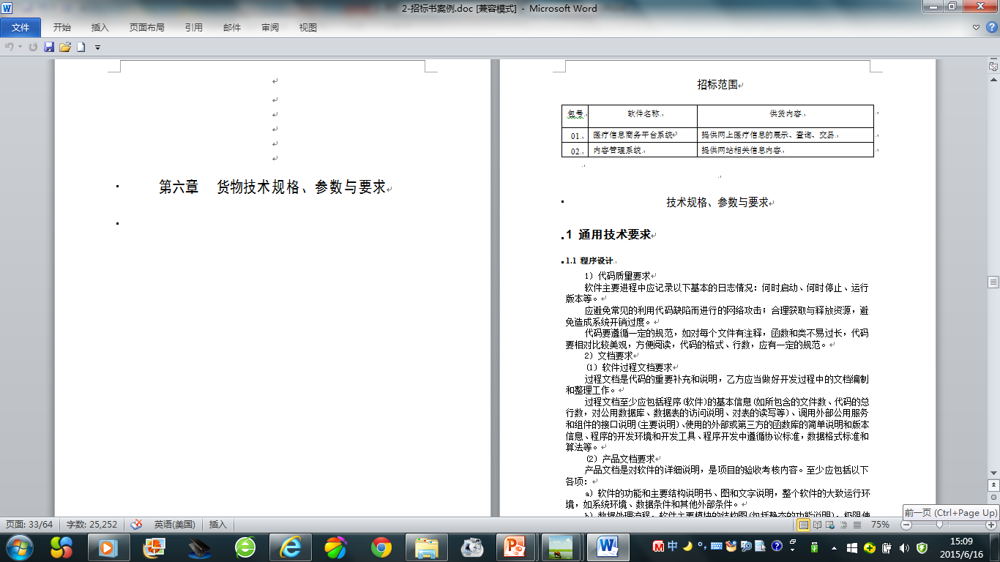 2-招标书案例.doc [兼容模式] - Microsoft Word
文件 开始 插入 页面布局 引用 邮件 审阅 视图
第六章 货物技术规格、参数与要求
招标范围
包号 软件名称 供货内容
01. 医疗信息商务平台系统 提供网上医疗信息的展示、查询、交易
02. 内容管理系统 提供网站相关信息内容
技术规格、参数与要求
1 通用技术要求
1.1 程序设计
1）代码质量要求
软件主要进程中应记录以下基本的日志情况：何时启动、何时停止、运行
版本等。
应避免常见的利用代码缺陷而进行的网络攻击；合理获取与释放资源，避
免造成系统开销过度。
代码要遵循一定的规范，如对每个文件有注释，函数和类不易过长，代码
要相对比较美观，方便阅读，代码的格式、行数，应有一定的规范。
2）文档要求
（1）软件过程文档要求
过程文档是代码的重要补充和说明，乙方应当做好开发过程中的文档编制
和整理工作。
过程文档至少应包括程序(软件)的基本信息(如所包含的文件数、代码的总
行数，对公用数据库、数据表的访问说明、对表的读写等)、调用外部公用服务
和组件的接口说明(主要说明)、使用的外部或第三方的函数库的简单说明和版本
信息、程序的开发环境和开发工具、程序开发中遵循协议标准，数据格式标准和
算法等。
（2）产品文档要求
产品文档是对软件的详细说明，是项目的验收考核内容。至少应包括以下
各项：
a）软件的功能和主要结构说明书、图和文字说明，整个软件的大致运行环
境，如系统环境、数据条件和其他外部条件。
b）数据处理流程，软件主要模块的结构图(包括静态的功能说明)，极限使
前一页 (Ctrl+Page Up)
页面: 33/64 字数: 25,252 英语(美国) 插入 75%
中
15:09
2015/6/16